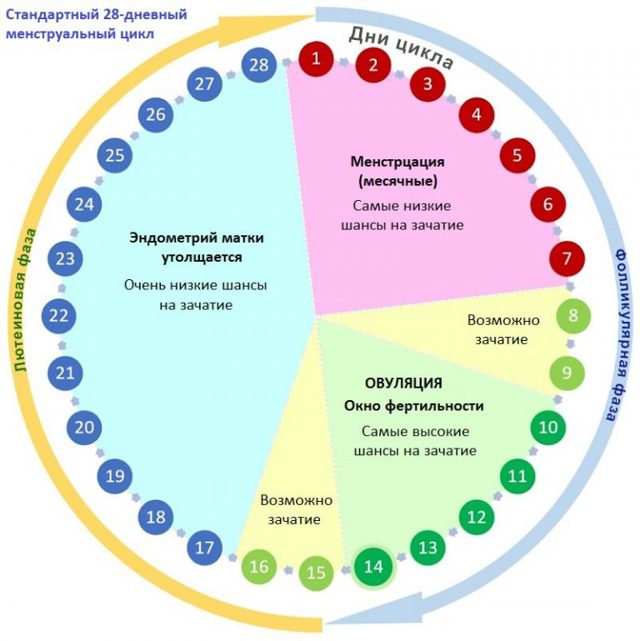 Стандартный 28-дневный
менструальный цикл
Дни цикла
1
2
3
4
5
6
7
8
9
10
11
12
13
14
15
16
17
18
19
20
21
22
23
24
25
26
27
28
Менстрцация
(месячные)
Самые низкие
шансы на зачатие
Возможно
зачатие
ОВУЛЯЦИЯ
Окно фертильности
Самые высокие
шансы на зачатие
Возможно
зачатие
Эндометрий матки
утолщается
Очень низкие шансы
на зачатие
Фолликулярная фаза
Лютеиновая фаза